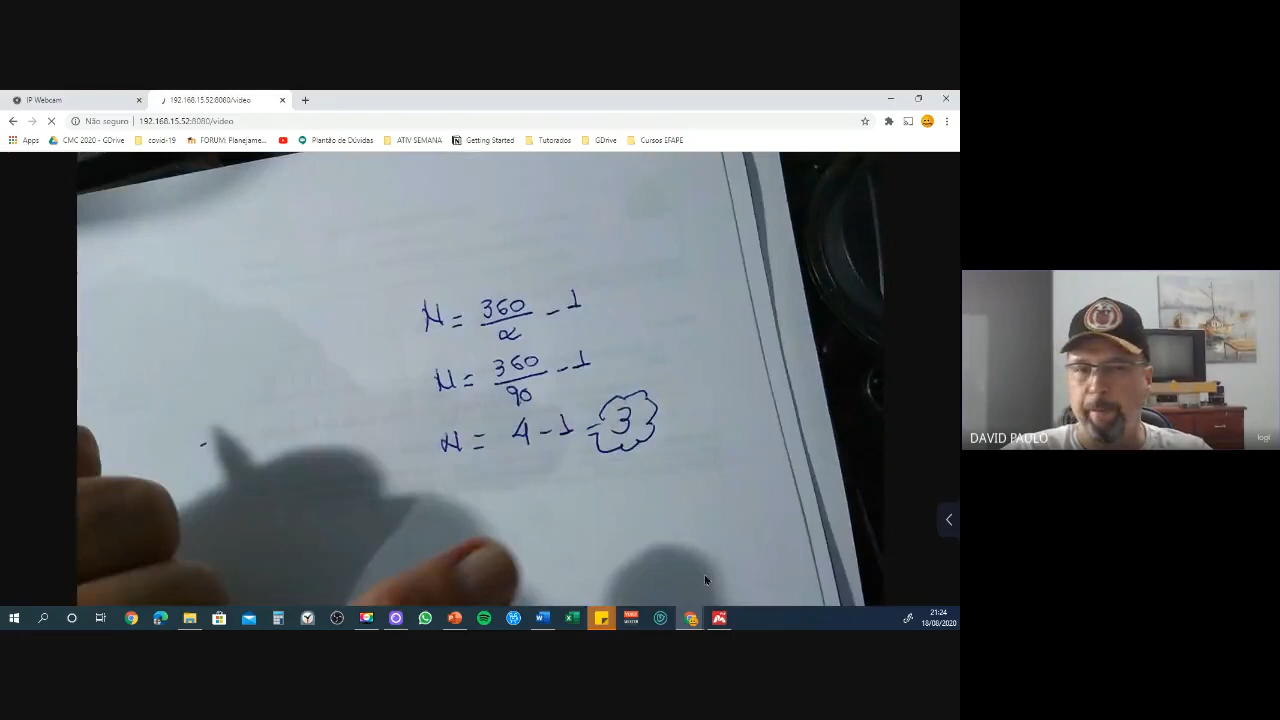 IP Webcam
192.168.15.52:8080/video
Não seguro
192.168.15.52:8080/video
Apps
CMC 2020 - GDrive
covid-19
FORUM: Planejame...
Plantão de Dúvidas
ATIV SEMANA
Getting Started
Tutorados
GDrive
Cursos EFAPE
N = 360/α - 1
N = 360/90 - 1
N = 4 - 1 = 3
DAVID PAULO
logi
21:24
18/08/2020